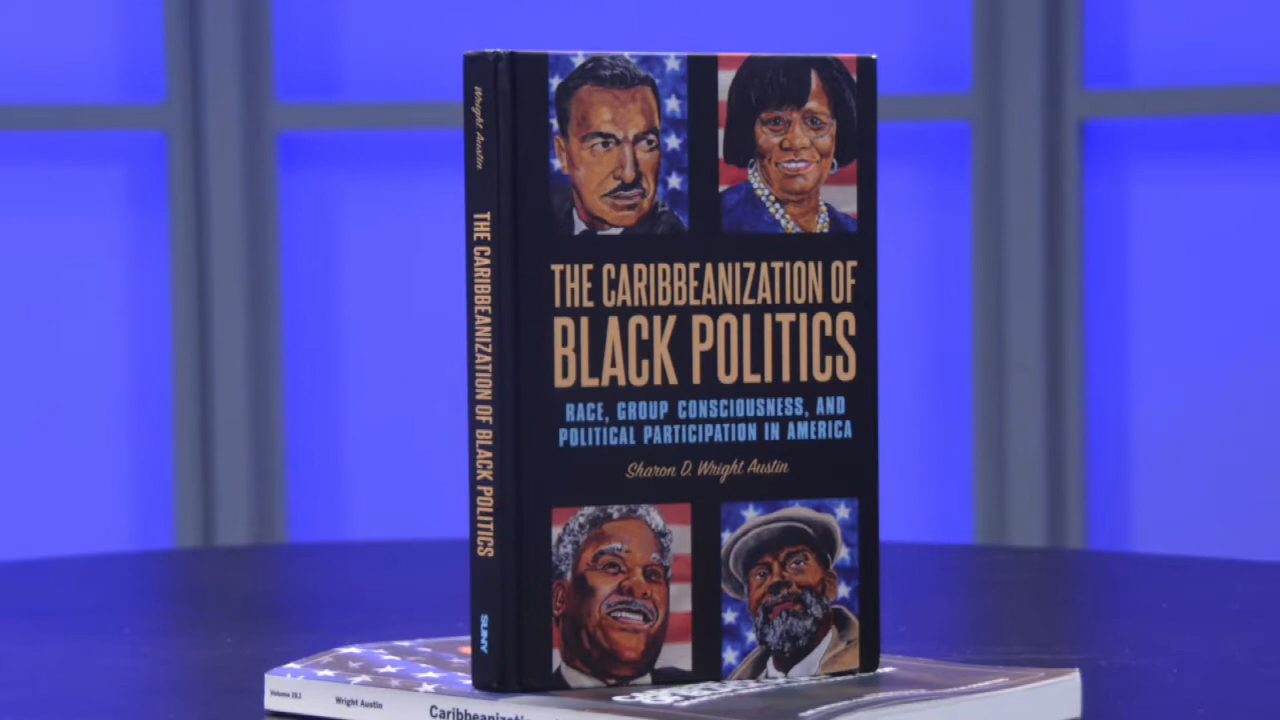 Wright Austin
THE CARIBBEANIZATION OF BLACK POLITICS
SUNY
THE CARIBBEANIZATION OF
BLACK POLITICS
RACE, GROUP CONSCIOUSNESS, AND
POLITICAL PARTICIPATION IN AMERICA
Sharon D. Wright Austin
Wright Austin